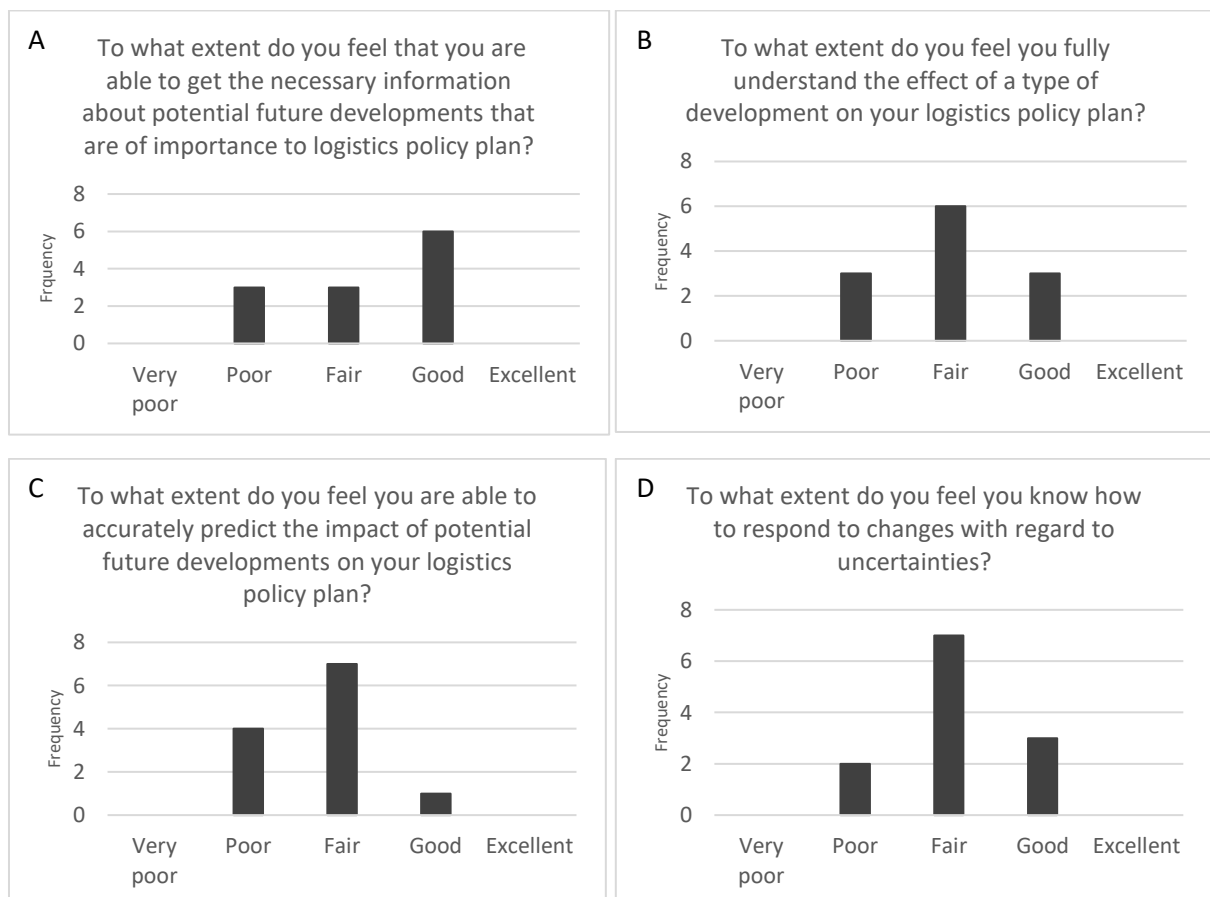 A
To what extent do you feel that you are
able to get the necessary information
about potential future developments that
are of importance to logistics policy plan?
Frquency
8
6
4
2
0
Very poor
Poor
Fair
Good
Excellent
B
To what extent do you feel you fully
understand the effect of a type of
development on your logistics policy plan?
Frequency
8
6
4
2
0
Very poor
Poor
Fair
Good
Excellent
C
To what extent do you feel you are able to
accurately predict the impact of potential
future developments on your logistics
policy plan?
Frequency
8
6
4
2
0
Very poor
Poor
Fair
Good
Excellent
D
To what extent do you feel you know how
to respond to changes with regard to
uncertainties?
Frequency
8
6
4
2
0
Very poor
Poor
Fair
Good
Excellent